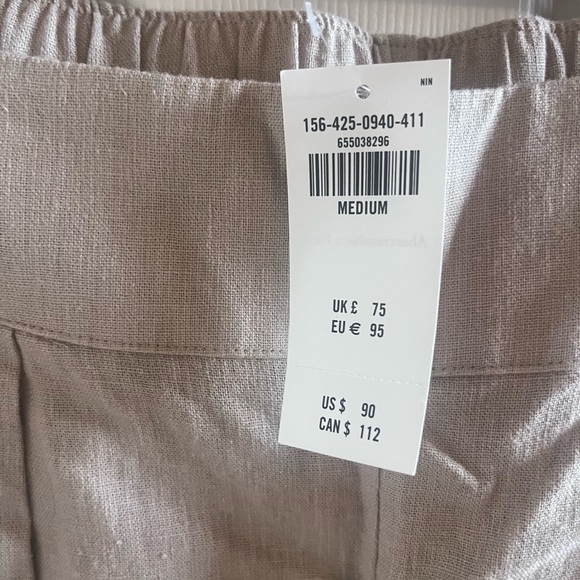 NIN
156-425-0940-411
655038296
MEDIUM
UK £ 75
EU € 95
US $ 90
CAN $ 112